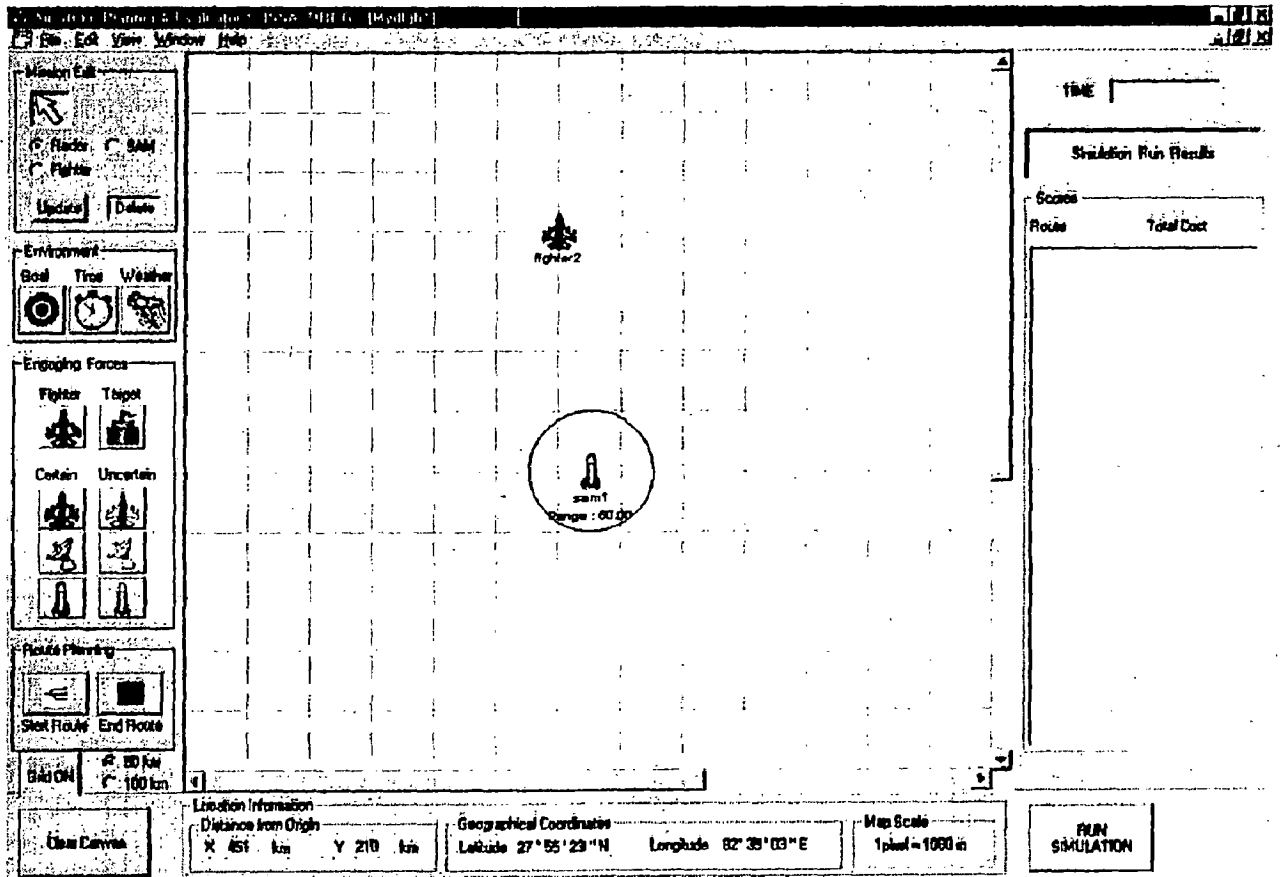 File Edit View Window Help
Mission Edit
Radar SAM
Fighter
Update Delete
Environment
Goal Time Weather
Engaging Forces
Fighter Target
Certain Uncertain
Route Planning
Start Route End Route
Grid ON
100 km
Clear Canvas
fighter2
sam1
Range : 60.00
TIME
Simulation Run Results
Scores
Route Total Cost
Location Information
Distance from Origin
X 451 km Y 210 km
Geographical Coordinates
Latitude 27° 55' 23" N Longitude 82° 39' 03" E
Map Scale
1 pixel = 1000 m
RUN SIMULATION